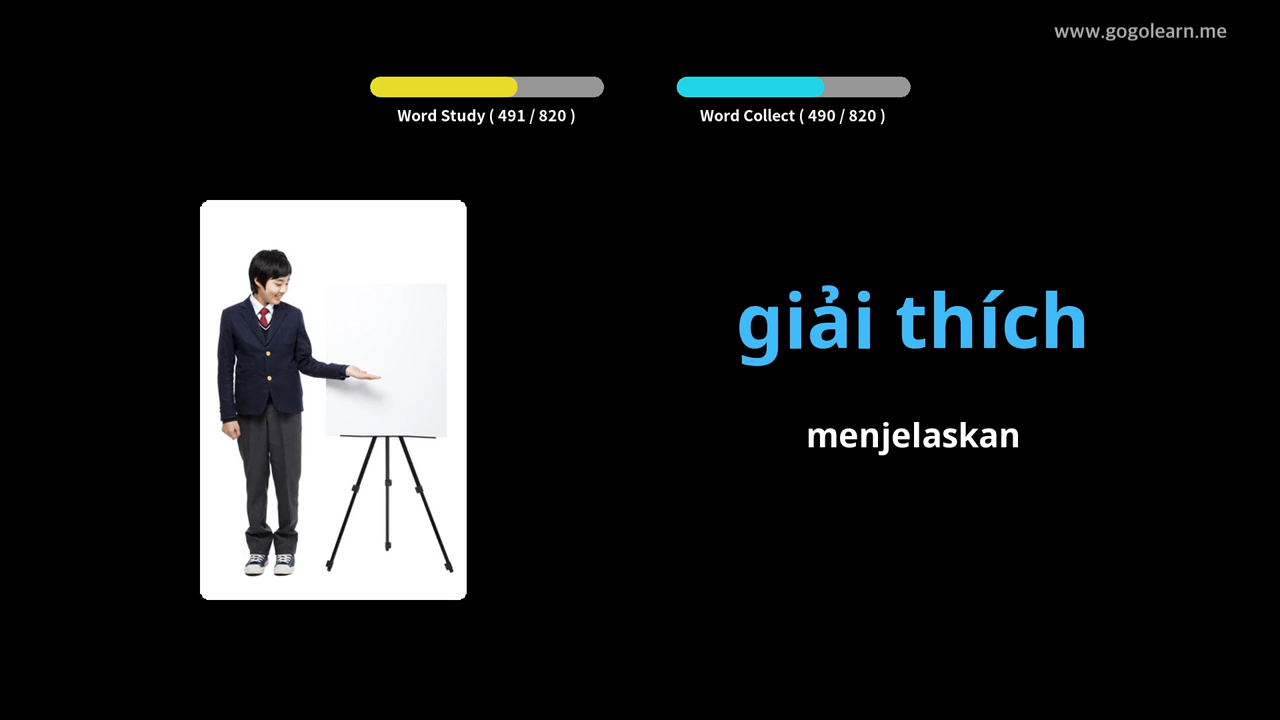 www.gogolearn.me
Word Study ( 491 / 820 )
Word Collect ( 490 / 820 )
giải thích
menjelaskan